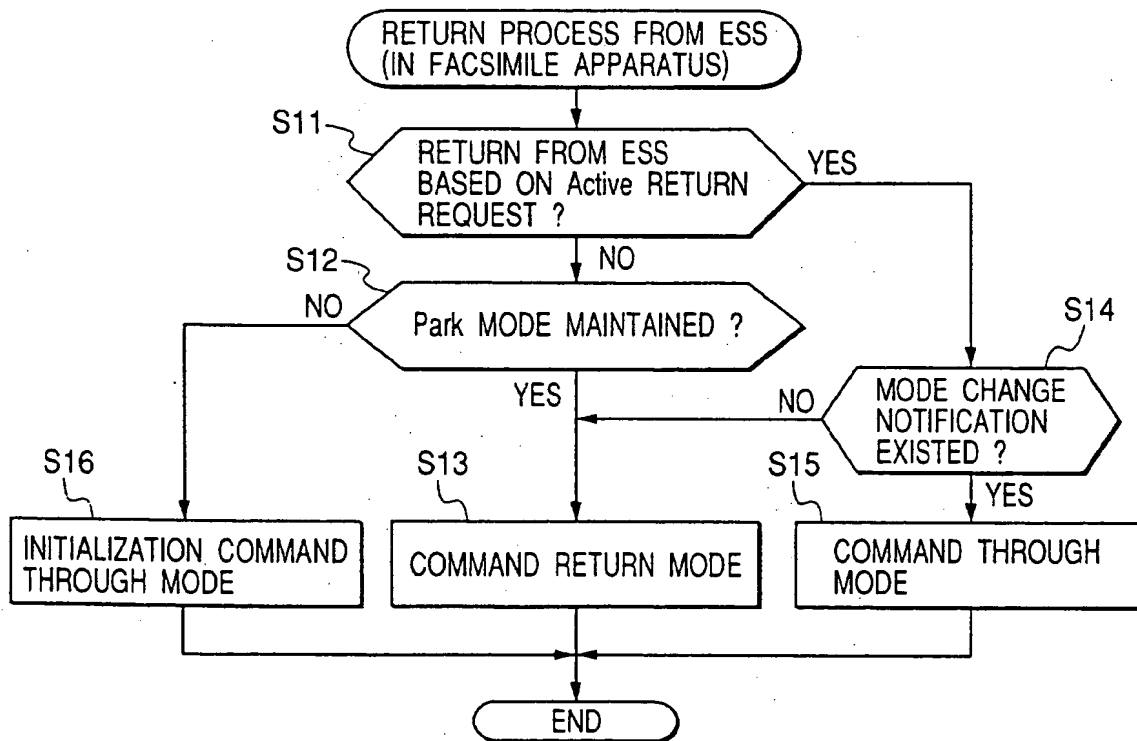 RETURN PROCESS FROM ESS
(IN FACSIMILE APPARATUS)
S11
RETURN FROM ESS
BASED ON Active RETURN
REQUEST ?
YES
NO
S12
NO
Park MODE MAINTAINED ?
YES
S14
NO
MODE CHANGE
NOTIFICATION
EXISTED ?
YES
S16
INITIALIZATION COMMAND
THROUGH MODE
S13
COMMAND RETURN MODE
S15
COMMAND THROUGH
MODE
END